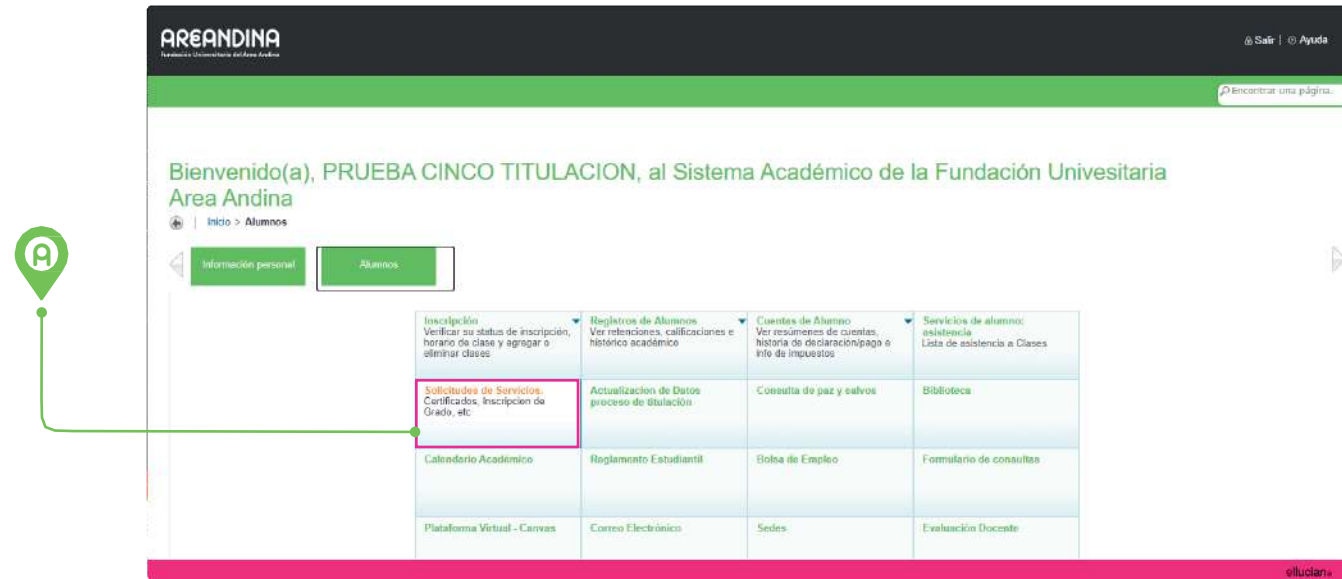 AREANDINA
Fundación Universitaria del Área Andina
Salir | Ayuda
Encontrar una página..
Bienvenido(a), PRUEBA CINCO TITULACION, al Sistema Académico de la Fundación Univesitaria
Area Andina
Inicio > Alumnos
Información personal
Alumnos
Inscripción
Verificar su status de inscripción,
horario de clase y agregar o
eliminar clases
Registros de Alumnos
Ver retenciones, calificaciones e
histórico académico
Cuentas de Alumno
Ver resúmenes de cuentas,
historia de declaración/pago e
info de impuestos
Servicios de alumno:
asistencia
Lista de asistencia a Clases
Solicitudes de Servicios.
Certificados, Inscripcion de
Grado, etc
Actualizacion de Datos
proceso de titulación
Consulta de paz y salvos
Biblioteca
Calendario Académico
Reglamento Estudiantil
Bolsa de Empleo
Formulario de consultas
Plataforma Virtual - Canvas
Correo Electrónico
Sedes
Evaluación Docente
ellucian